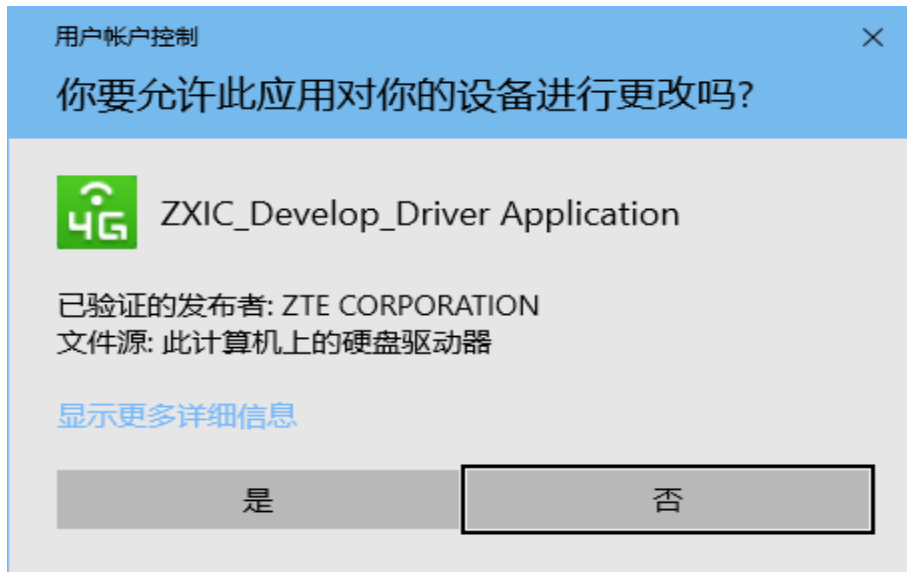 用户帐户控制
你要允许此应用对你的设备进行更改吗?
4G
ZXIC_Develop_Driver Application
已验证的发布者: ZTE CORPORATION
文件源: 此计算机上的硬盘驱动器
显示更多详细信息
是
否